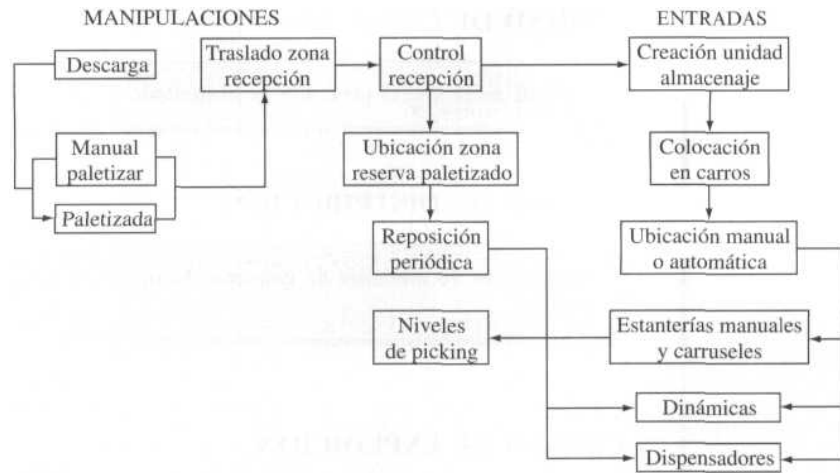 MANIPULACIONES
ENTRADAS
Descarga
Traslado zona
recepción
Control
recepción
Creación unidad
almacenaje
Manual
paletizar
Paletizada
Ubicación zona
reserva paletizado
Colocación
en carros
Reposición
periódica
Ubicación manual
o automática
Niveles
de picking
Estanterías manuales
y carruseles
Dinámicas
Dispensadores